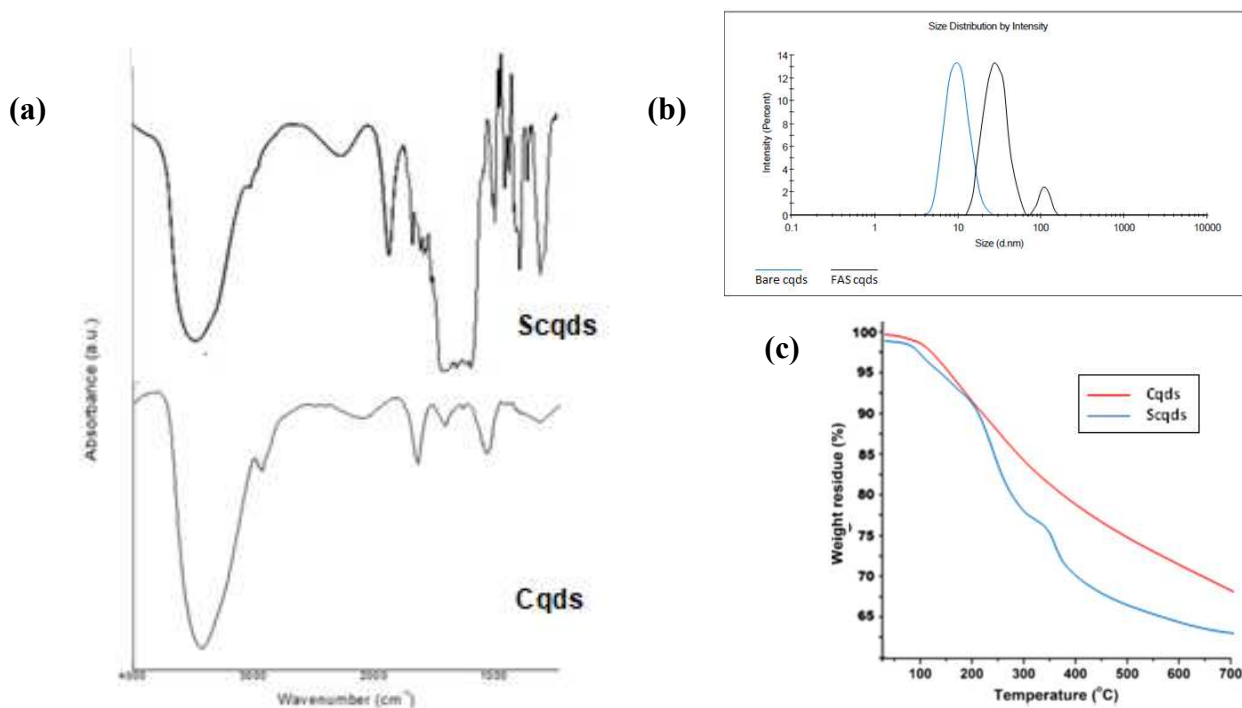 (a)
Absorbance (a.u.)
Scqds
Cqds
4000 3000 2000 1000
Wavenumber (cm⁻¹)
(b)
Size Distribution by Intensity
Intensity (Percent)
14
12
10
8
6
4
2
0
0.1 1 10 100 1000 10000
Size (d.nm)
Bare cqds FAS cqds
(c)
Weight residue (%)
100
95
90
85
80
75
70
65
Cqds
Scqds
100 200 300 400 500 600 700
Temperature (°C)